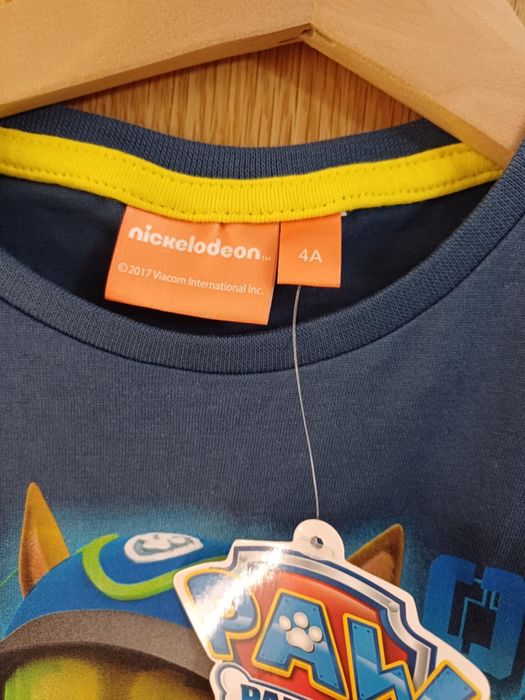 nickelodeon™
4A
© 2017 Viacom International Inc.
PAW